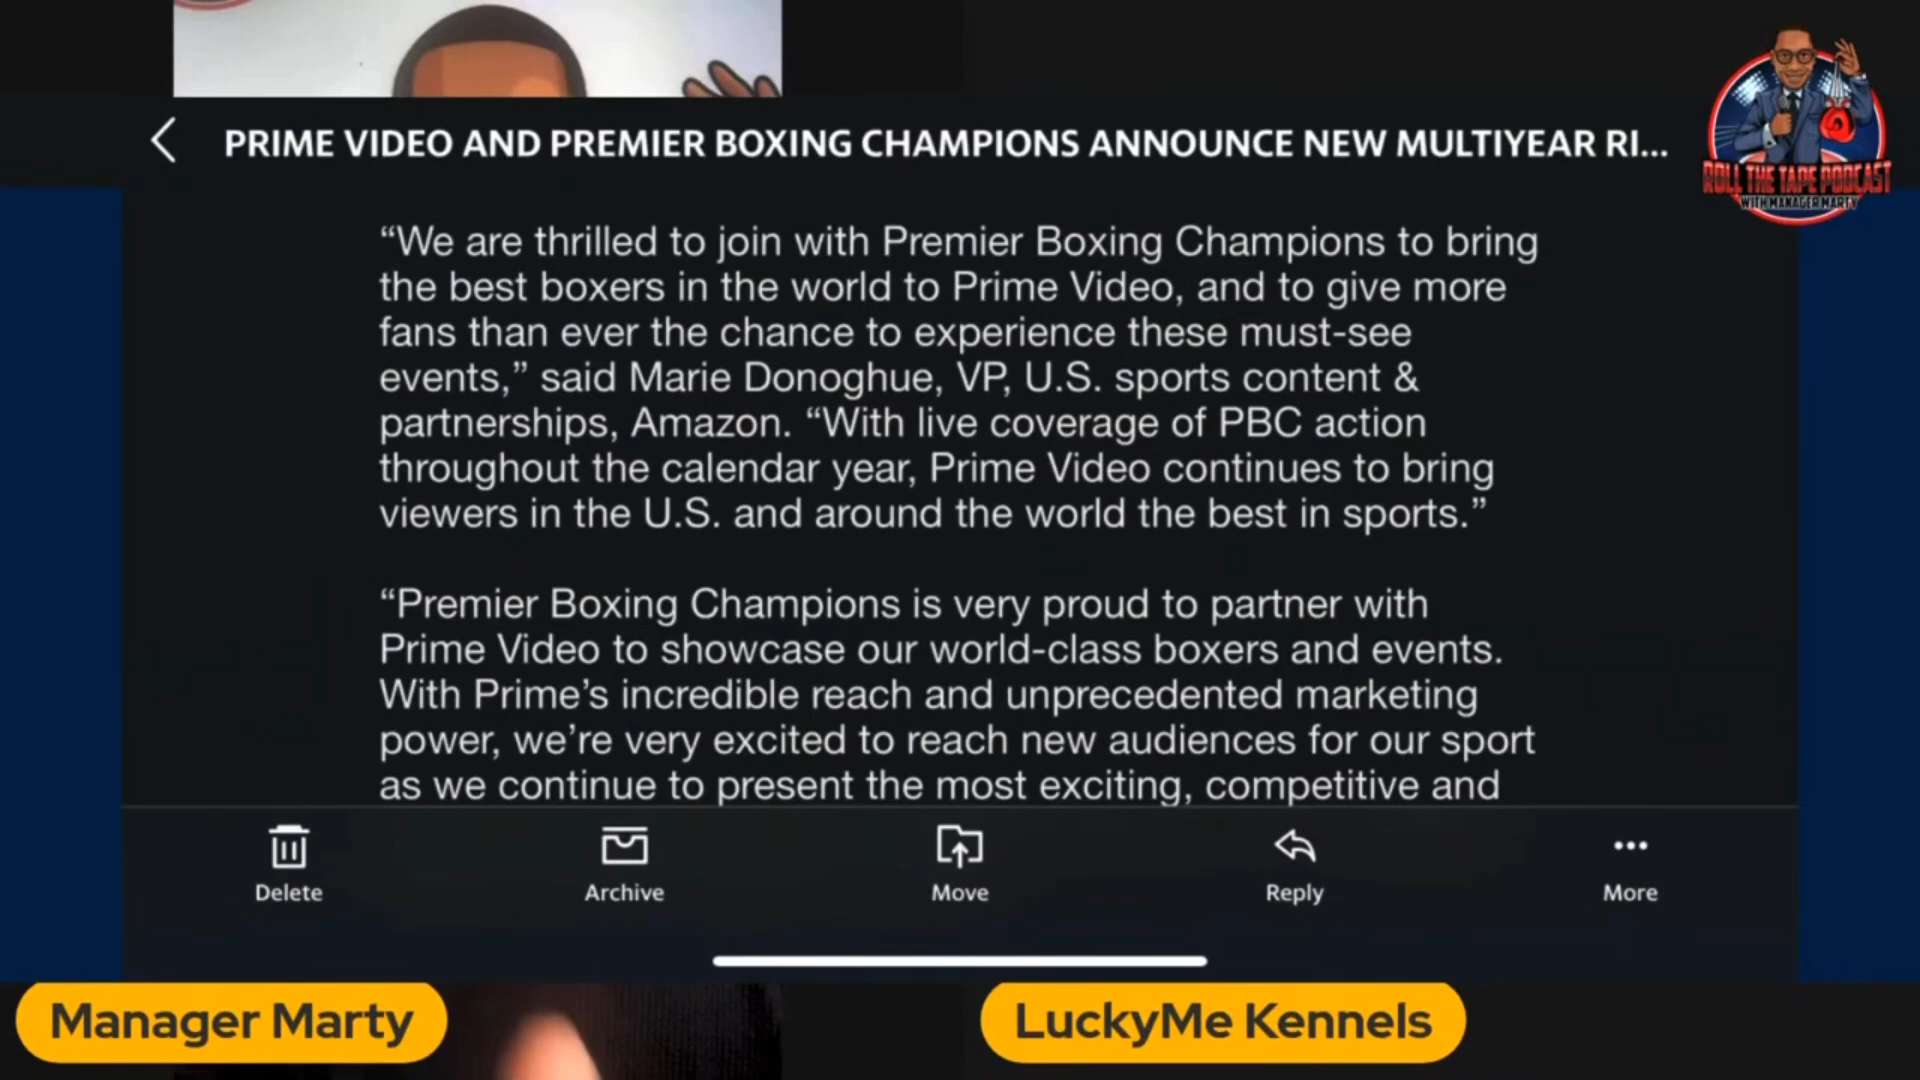 PRIME VIDEO AND PREMIER BOXING CHAMPIONS ANNOUNCE NEW MULTIYEAR RI...
ROLL THE TAPE PODCAST
WITH MANAGER MARTY
“We are thrilled to join with Premier Boxing Champions to bring
the best boxers in the world to Prime Video, and to give more
fans than ever the chance to experience these must-see
events,” said Marie Donoghue, VP, U.S. sports content &
partnerships, Amazon. “With live coverage of PBC action
throughout the calendar year, Prime Video continues to bring
viewers in the U.S. and around the world the best in sports.”
“Premier Boxing Champions is very proud to partner with
Prime Video to showcase our world-class boxers and events.
With Prime’s incredible reach and unprecedented marketing
power, we’re very excited to reach new audiences for our sport
as we continue to present the most exciting, competitive and
Delete
Archive
Move
Reply
More
Manager Marty
LuckyMe Kennels